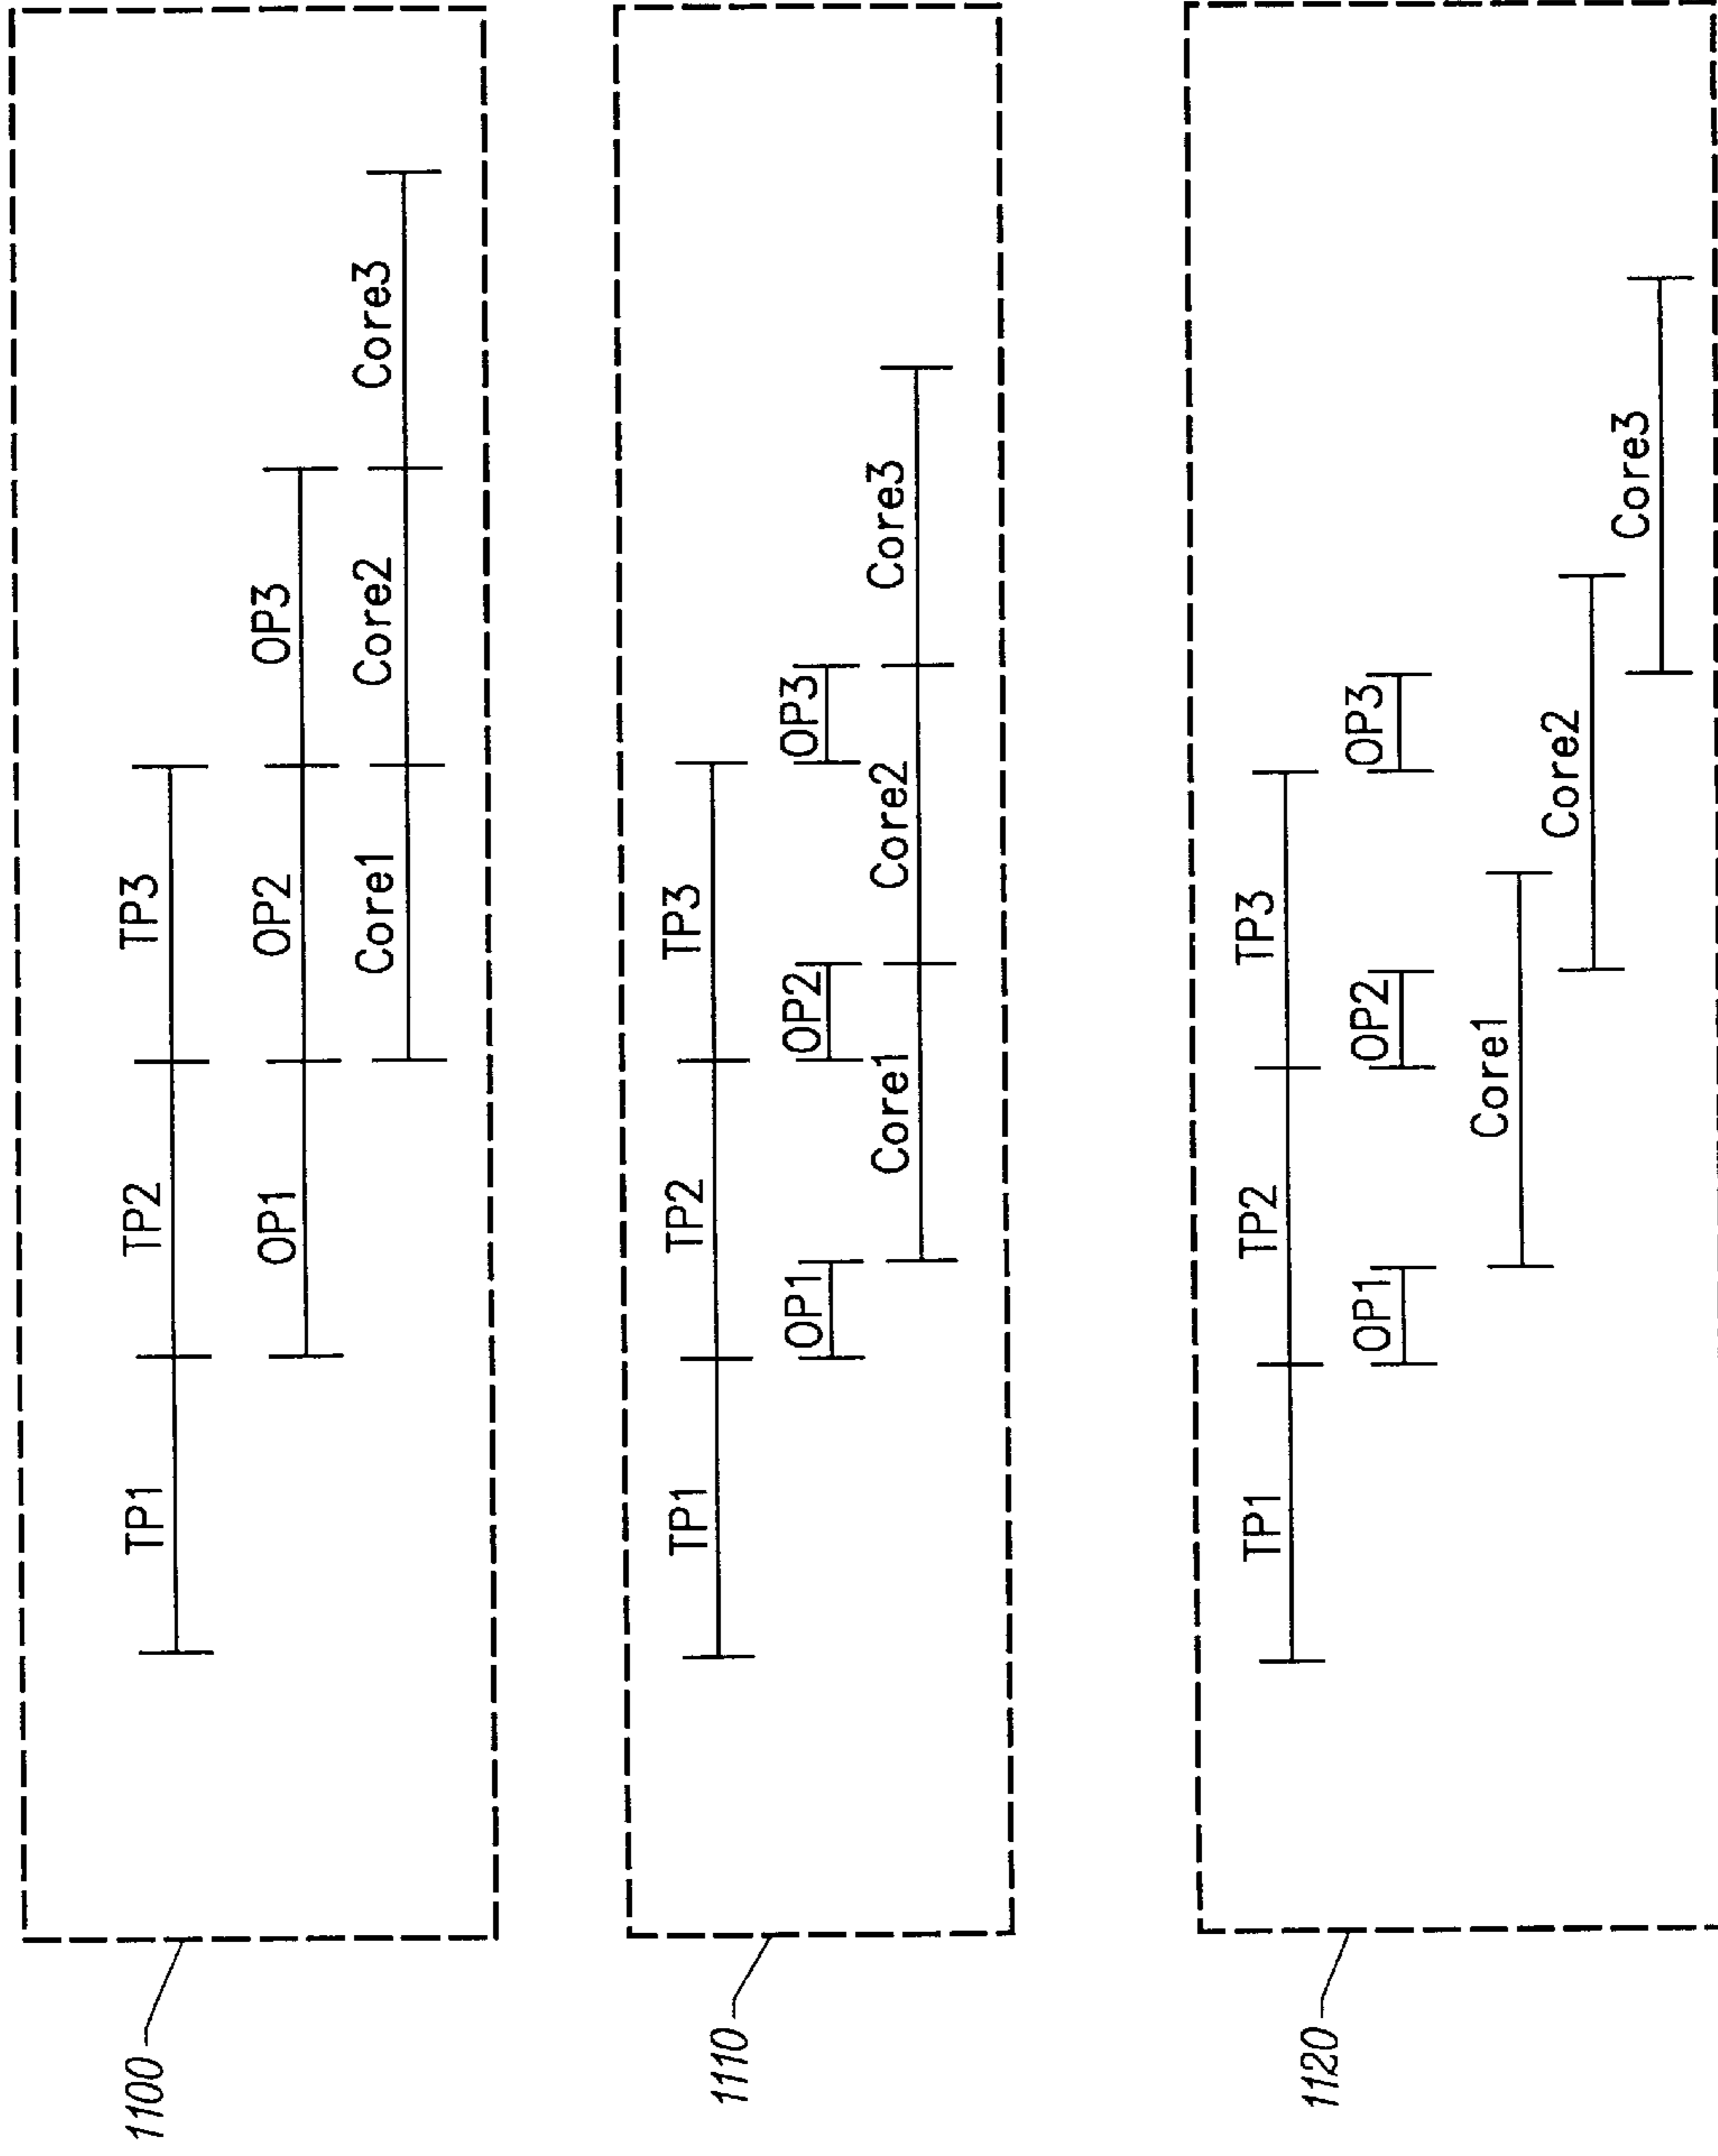 1100
TP1 TP2 TP3
OP1 OP2 OP3
Core1 Core2 Core3
1110
TP1 TP2 TP3
OP1 OP2 OP3
Core1 Core2 Core3
1120
TP1 TP2 TP3
OP1 OP2 OP3
Core1
Core2
Core3